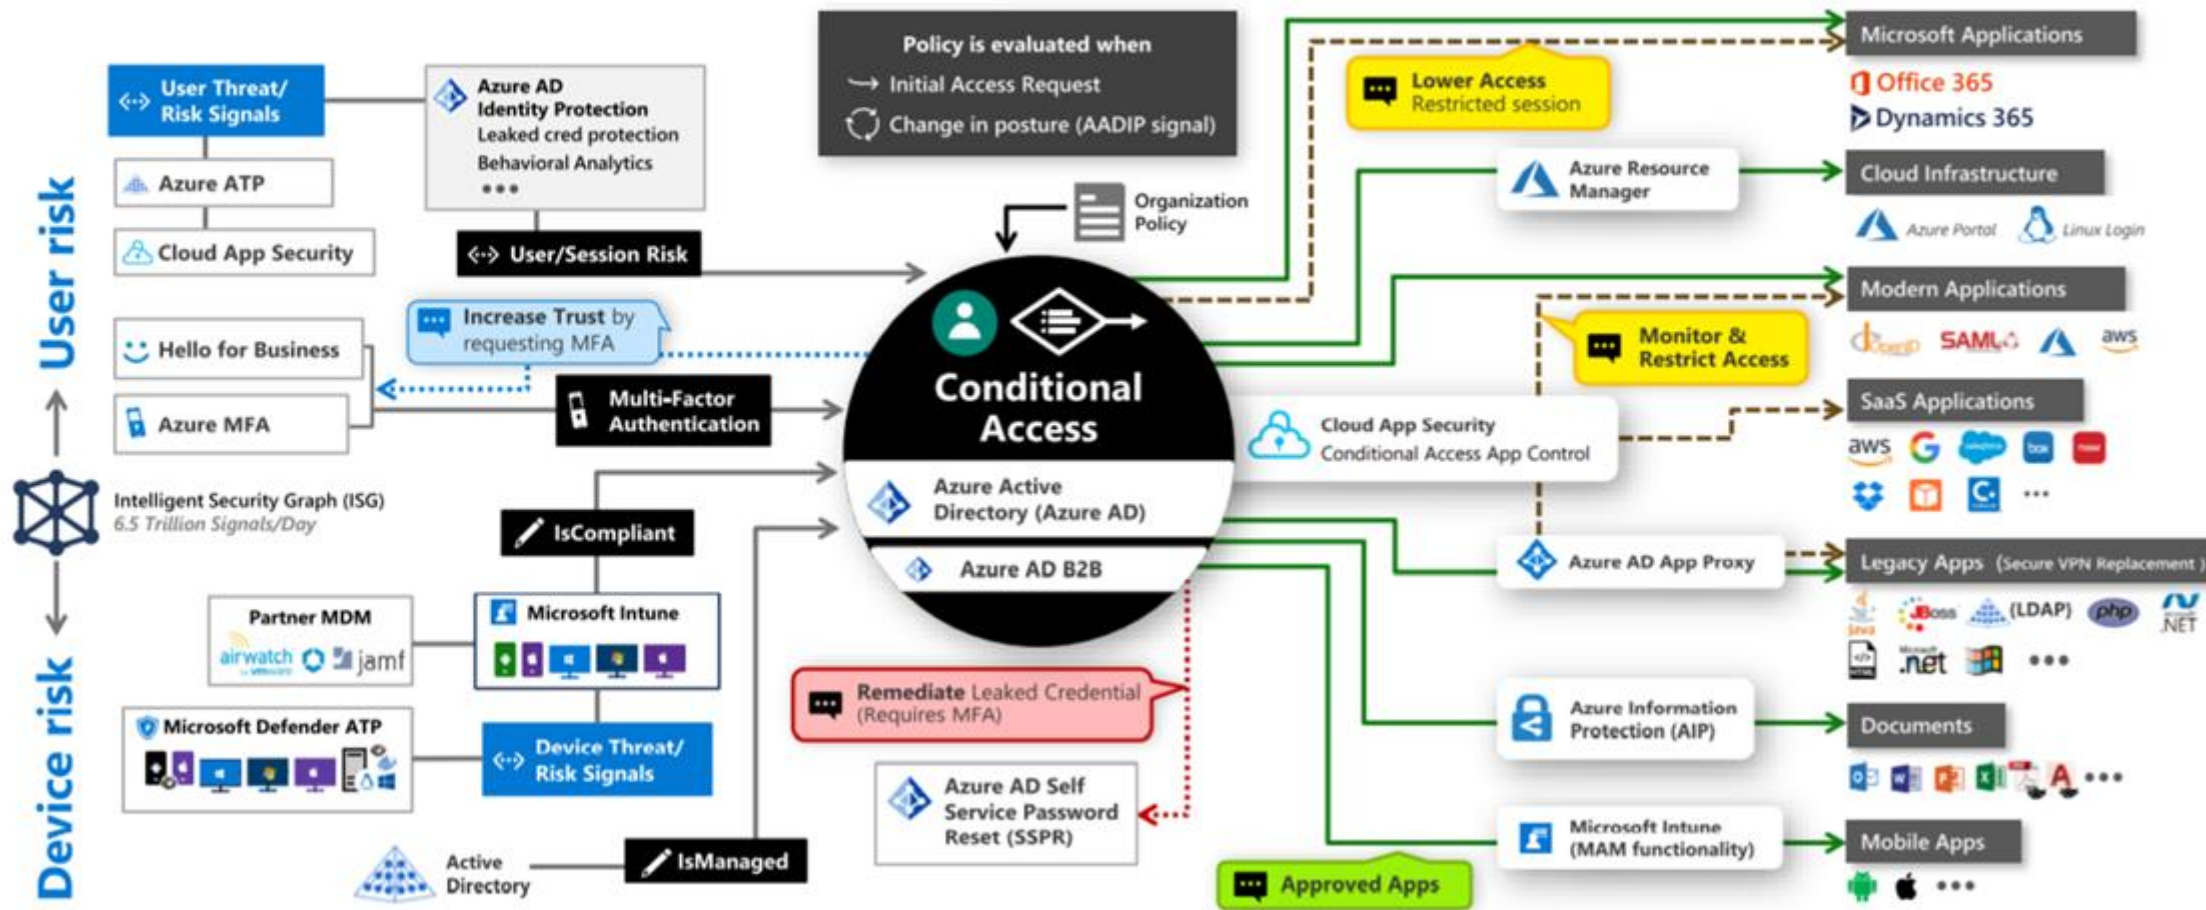 User risk
Device risk
User Threat/
Risk Signals
Azure ATP
Cloud App Security
Azure AD
Identity Protection
Leaked cred protection
Behavioral Analytics
•••
User/Session Risk
Hello for Business
Azure MFA
Increase Trust by
requesting MFA
Multi-Factor
Authentication
Intelligent Security Graph (ISG)
6.5 Trillion Signals/Day
IsCompliant
Partner MDM
airwatch
jamf
Microsoft Intune
Microsoft Defender ATP
Device Threat/
Risk Signals
Active
Directory
IsManaged
Policy is evaluated when
Initial Access Request
Change in posture (AADIP signal)
Organization
Policy
Conditional
Access
Azure Active
Directory (Azure AD)
Azure AD B2B
Remediate Leaked Credential
(Requires MFA)
Azure AD Self
Service Password
Reset (SSPR)
Lower Access
Restricted session
Azure Resource
Manager
Monitor &
Restrict Access
Cloud App Security
Conditional Access App Control
Azure AD App Proxy
Azure Information
Protection (AIP)
Microsoft Intune
(MAM functionality)
Approved Apps
Microsoft Applications
Office 365
Dynamics 365
Cloud Infrastructure
Azure Portal
Linux Login
Modern Applications
OpenID
SAML
aws
SaaS Applications
aws
box
•••
Legacy Apps (Secure VPN Replacement )
Java
JBoss
(LDAP)
php
.NET
HTML
.net
•••
Documents
•••
Mobile Apps
•••